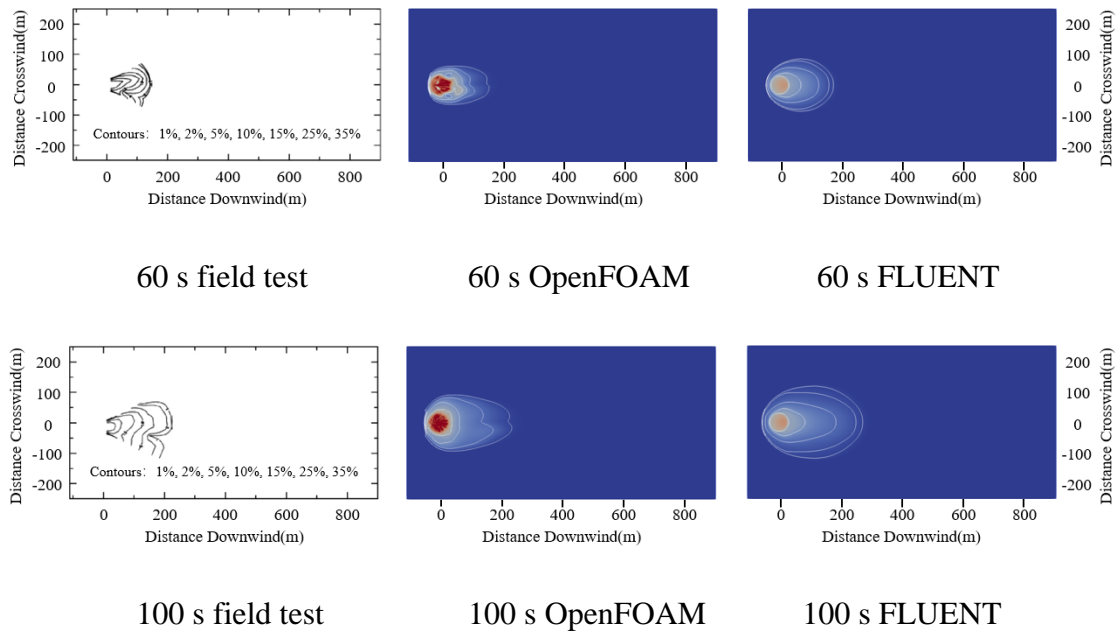 Distance Crosswind(m)
200
100
0
-100
-200
Contours: 1%, 2%, 5%, 10%, 15%, 25%, 35%
0 200 400 600 800
Distance Downwind(m)
0 200 400 600 800
Distance Downwind(m)
200
100
0
-100
-200
Distance Crosswind(m)
0 200 400 600 800
Distance Downwind(m)
60 s field test
60 s OpenFOAM
60 s FLUENT
Distance Crosswind(m)
200
100
0
-100
-200
Contours: 1%, 2%, 5%, 10%, 15%, 25%, 35%
0 200 400 600 800
Distance Downwind(m)
0 200 400 600 800
Distance Downwind(m)
200
100
0
-100
-200
Distance Crosswind(m)
0 200 400 600 800
Distance Downwind(m)
100 s field test
100 s OpenFOAM
100 s FLUENT